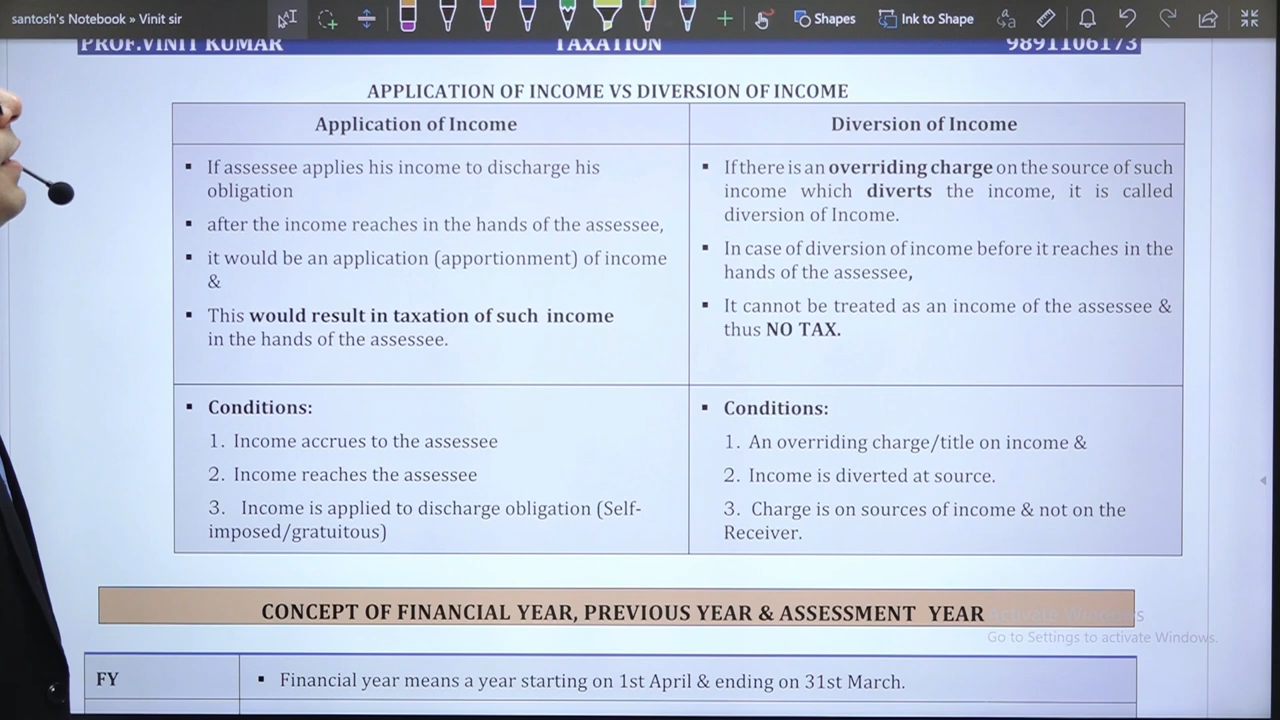 santosh's Notebook » Vinit sir
Shapes
Ink to Shape
PROF.VINIT KUMAR TAXATION 9891106173
APPLICATION OF INCOME VS DIVERSION OF INCOME
Application of Income
▪ If assessee applies his income to discharge his
obligation
▪ after the income reaches in the hands of the assessee,
▪ it would be an application (apportionment) of income
&
▪ This would result in taxation of such income
in the hands of the assessee.
▪ Conditions:
1. Income accrues to the assessee
2. Income reaches the assessee
3. Income is applied to discharge obligation (Self-
imposed/gratuitous)
Diversion of Income
▪ If there is an overriding charge on the source of such
income which diverts the income, it is called
diversion of Income.
▪ In case of diversion of income before it reaches in the
hands of the assessee,
▪ It cannot be treated as an income of the assessee &
thus NO TAX.
▪ Conditions:
1. An overriding charge/title on income &
2. Income is diverted at source.
3. Charge is on sources of income & not on the
Receiver.
CONCEPT OF FINANCIAL YEAR, PREVIOUS YEAR & ASSESSMENT YEAR
Activate Windows
Go to Settings to activate Windows.
FY
▪ Financial year means a year starting on 1st April & ending on 31st March.